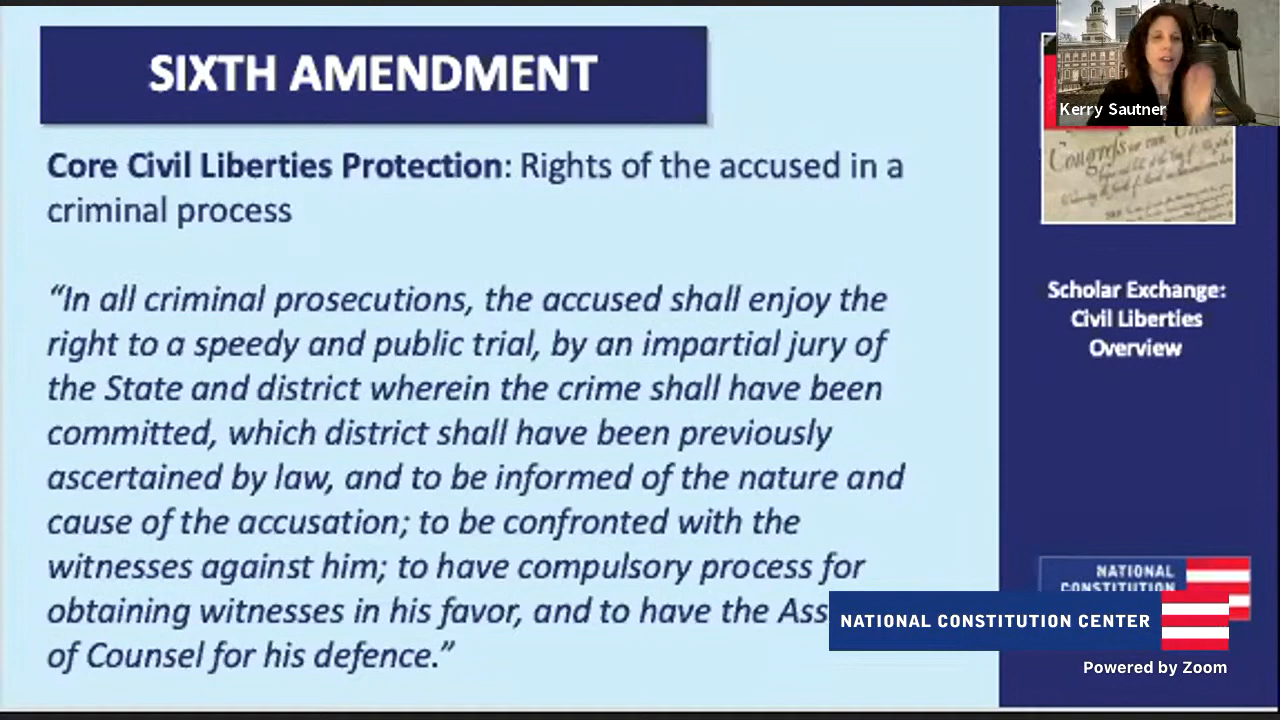 SIXTH AMENDMENT
Core Civil Liberties Protection: Rights of the accused in a
criminal process
“In all criminal prosecutions, the accused shall enjoy the
right to a speedy and public trial, by an impartial jury of
the State and district wherein the crime shall have been
committed, which district shall have been previously
ascertained by law, and to be informed of the nature and
cause of the accusation; to be confronted with the
witnesses against him; to have compulsory process for
obtaining witnesses in his favor, and to have the Ass
of Counsel for his defence.”
Kerry Sautner
Congress
Scholar Exchange:
Civil Liberties
Overview
NATIONAL
CONSTITUTION
NATIONAL CONSTITUTION CENTER
Powered by Zoom